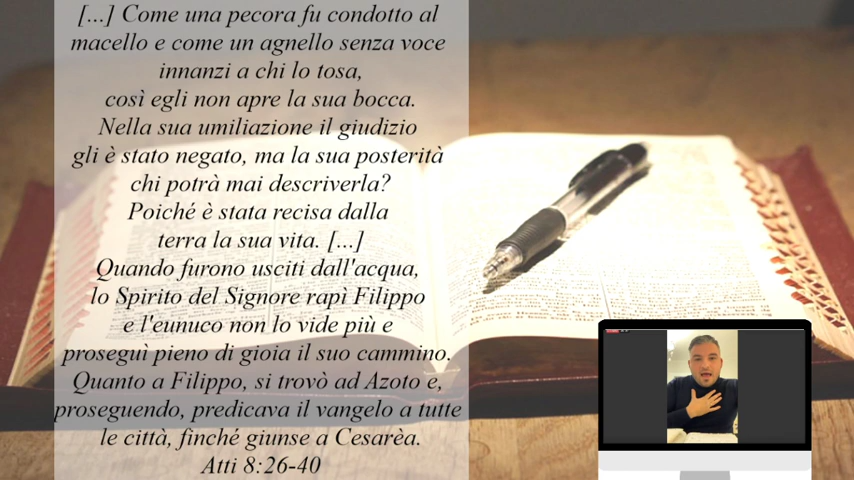 [...] Come una pecora fu condotto al
macello e come un agnello senza voce
innanzi a chi lo tosa,
così egli non apre la sua bocca.
Nella sua umiliazione il giudizio
gli è stato negato, ma la sua posterità
chi potrà mai descriverla?
Poiché è stata recisa dalla
terra la sua vita. [...]
Quando furono usciti dall'acqua,
lo Spirito del Signore rapì Filippo
e l'eunuco non lo vide più e
proseguì pieno di gioia il suo cammino.
Quanto a Filippo, si trovò ad Azoto e,
proseguendo, predicava il vangelo a tutte
le città, finché giunse a Cesarèa.
Atti 8:26-40